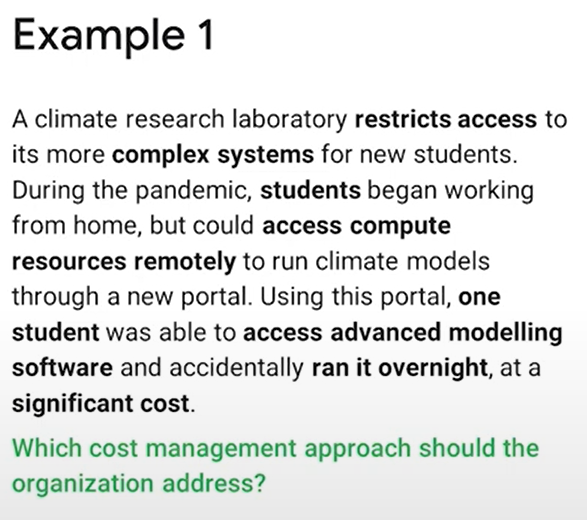 Example 1
A climate research laboratory restricts access to
its more complex systems for new students.
During the pandemic, students began working
from home, but could access compute
resources remotely to run climate models
through a new portal. Using this portal, one
student was able to access advanced modelling
software and accidentally ran it overnight, at a
significant cost.
Which cost management approach should the
organization address?